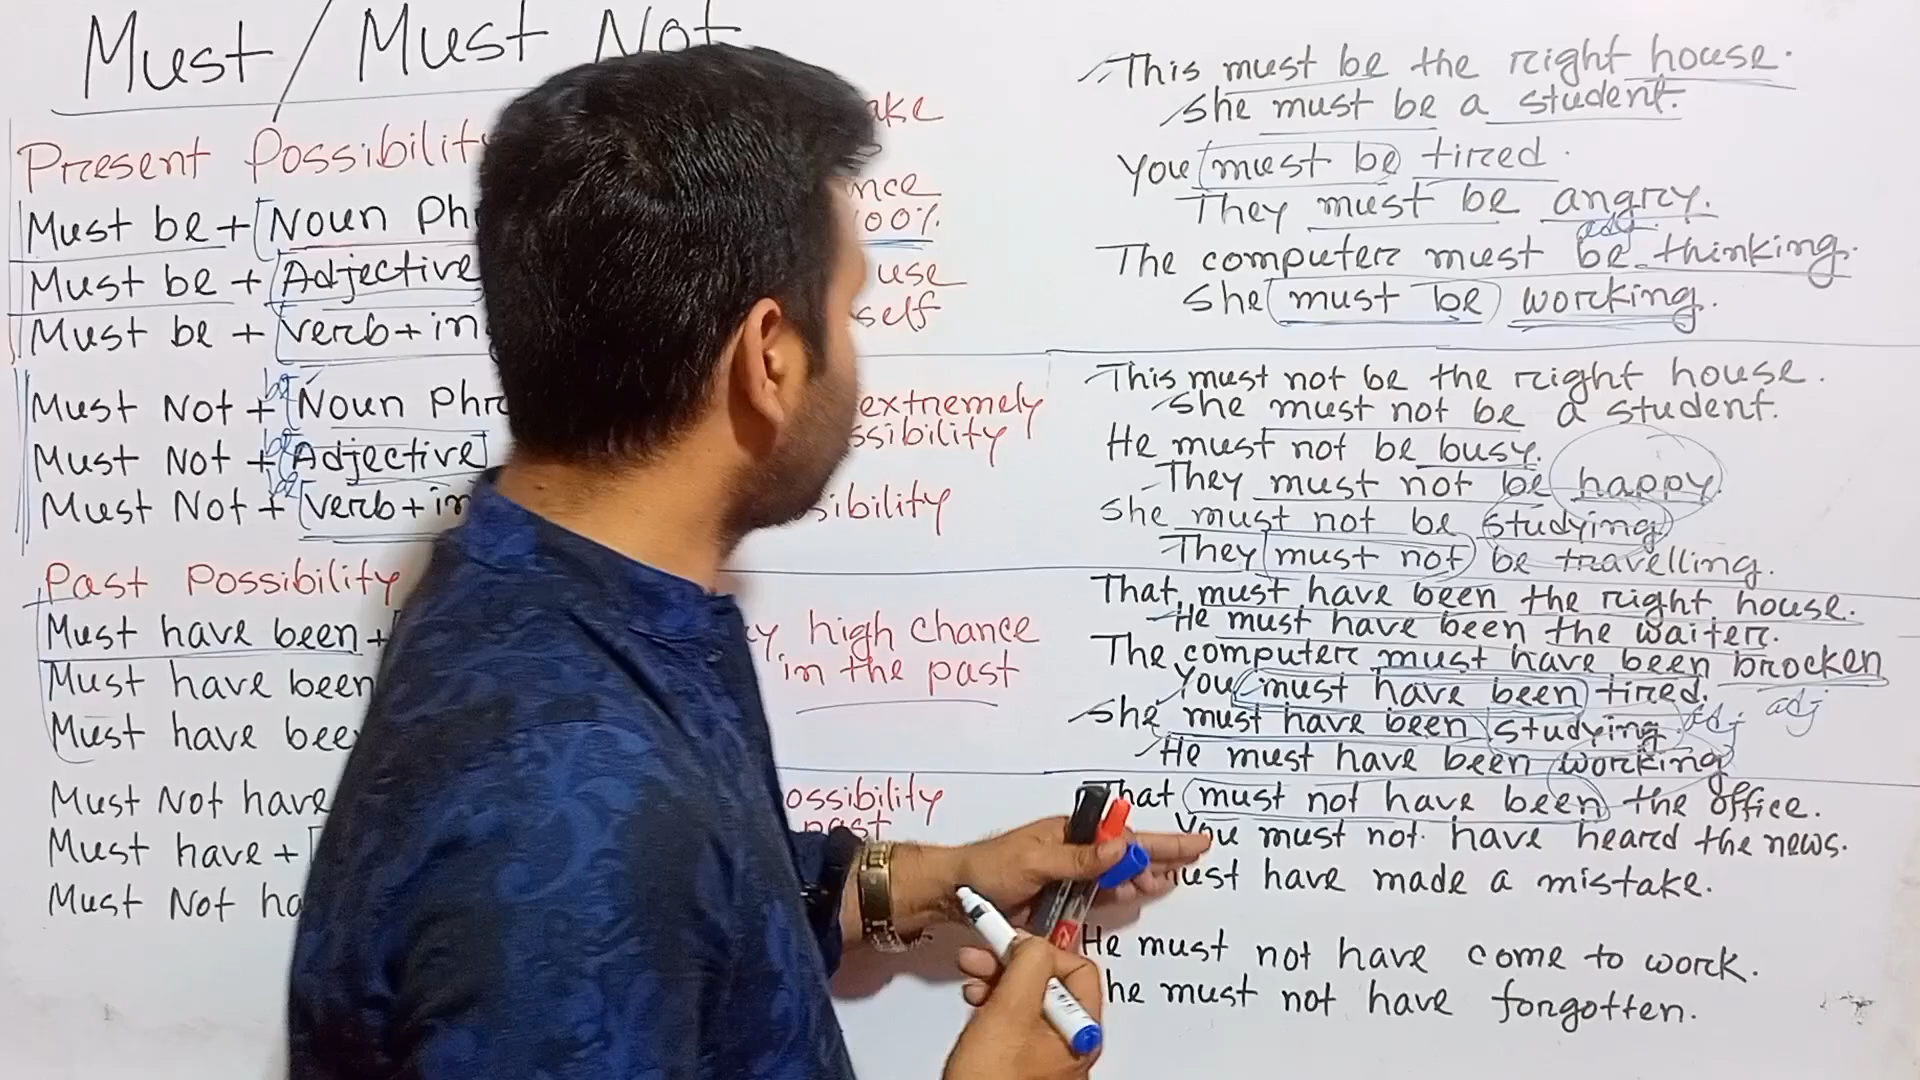 Must / Must Not
Present Possibility
Must be + Noun Phr
Must be + Adjective
Must be + verb + in
be
Must Not + Noun Phr
be
Must Not + Adjective
be
Must Not + verb + in
Past Possibility
Must have been +
Must have been
Must have bee
Must Not have
Must have +
Must Not ha
ake
nce
100%
use
self
extremely
ssibility
sibility
y high chance
in the past
ossibility
past
This must be the right house.
She must be a student.
You must be tired.
They must be angry.
adj
The computer must be thinking.
She must be working.
This must not be the right house.
She must not be a student.
He must not be busy.
They must not be happy.
She must not be studying
They must not be travelling.
That must have been the right house.
He must have been the waiter.
The computer must have been brocken
adj
You must have been tired.
adj
She must have been studying
He must have been working
That must not have been the office.
You must not have heard the news.
must have made a mistake.
He must not have come to work.
he must not have forgotten.